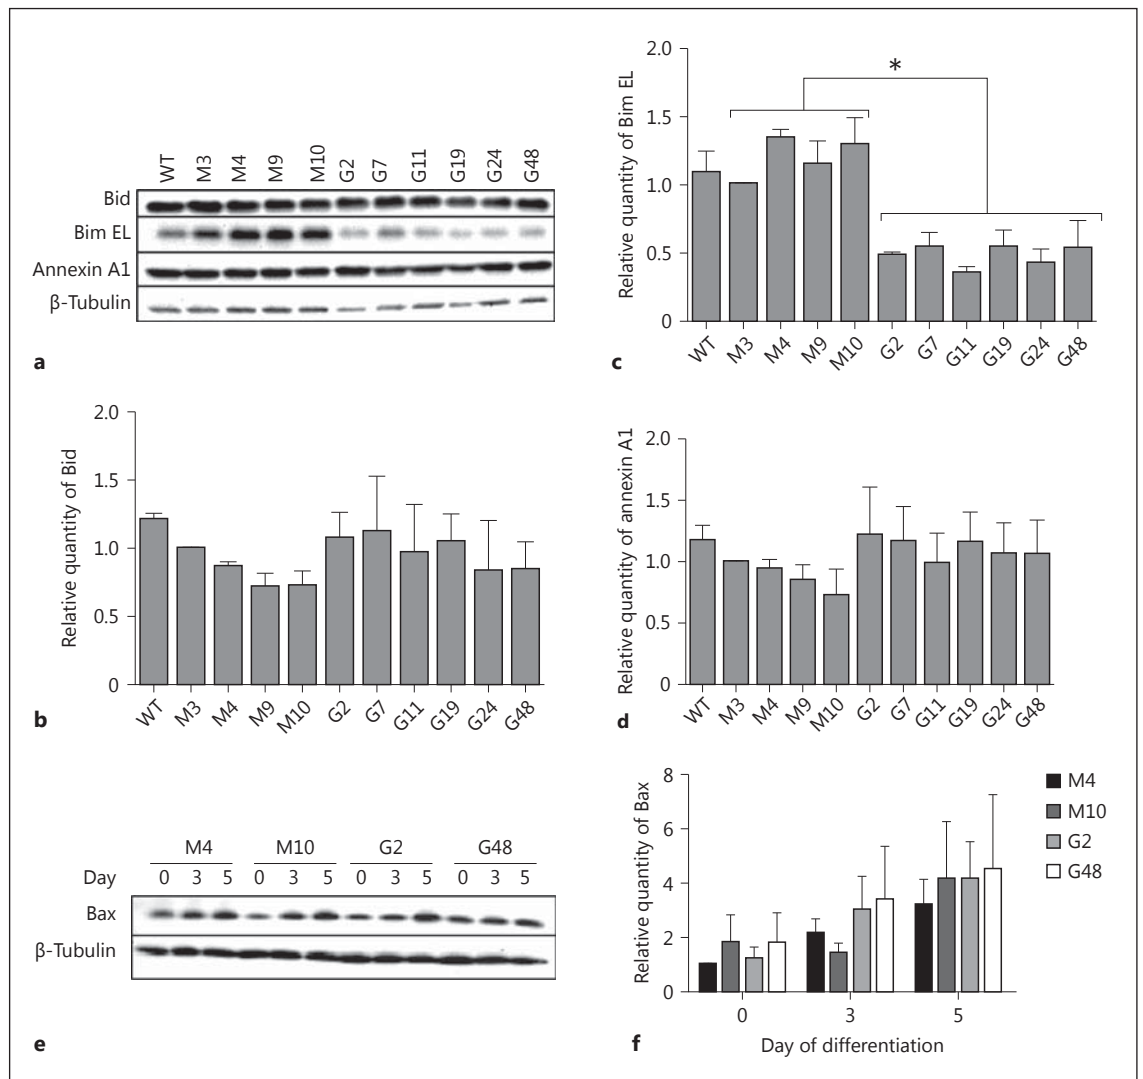 WT M3 M4 M9 M10 G2 G7 G11 G19 G24 G48
Bid
Bim EL
Annexin A1
β-Tubulin
a
Relative quantity of Bim EL
2.0
1.5
1.0
0.5
0
*
WT M3 M4 M9 M10 G2 G7 G11 G19 G24 G48
c
Relative quantity of Bid
2.0
1.5
1.0
0.5
0
WT M3 M4 M9 M10 G2 G7 G11 G19 G24 G48
b
Relative quantity of annexin A1
2.0
1.5
1.0
0.5
0
WT M3 M4 M9 M10 G2 G7 G11 G19 G24 G48
d
M4 M10 G2 G48
Day 0 3 5 0 3 5 0 3 5 0 3 5
Bax
β-Tubulin
e
Relative quantity of Bax
8
6
4
2
0
0 3 5
Day of differentiation
M4
M10
G2
G48
f